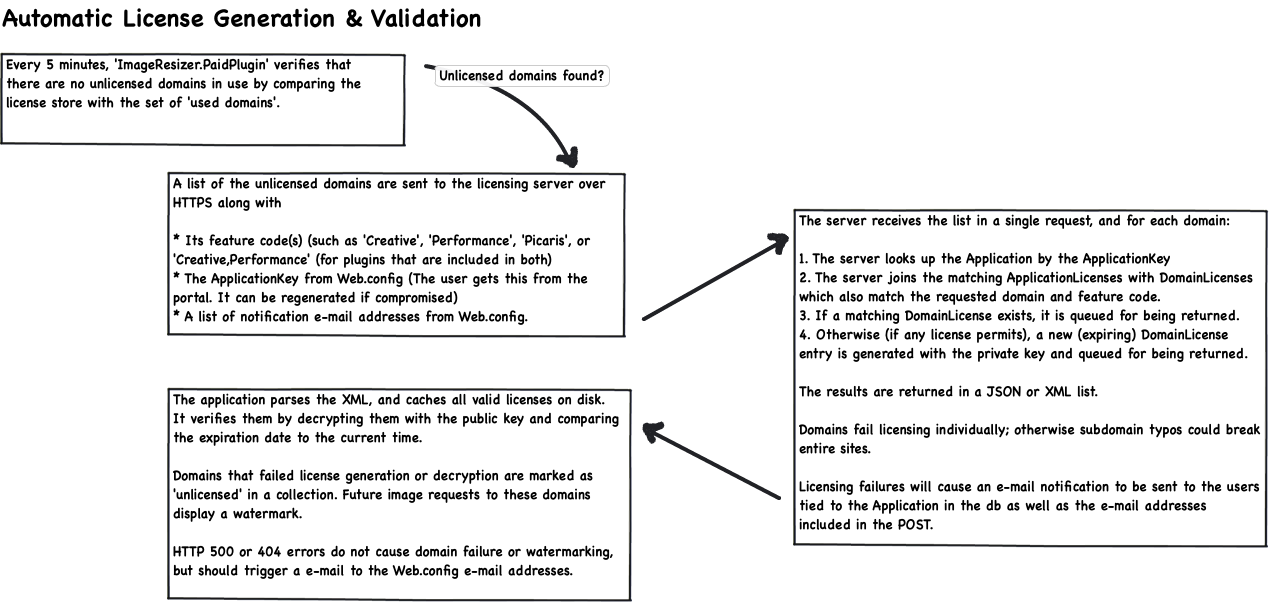 Automatic License Generation & Validation
Every 5 minutes, 'ImageResizer.PaidPlugin' verifies that
there are no unlicensed domains in use by comparing the
license store with the set of 'used domains'.
Unlicensed domains found?
A list of the unlicensed domains are sent to the licensing server over
HTTPS along with
* Its feature code(s) (such as 'Creative', 'Performance', 'Picaris', or
'Creative,Performance' (for plugins that are included in both)
* The ApplicationKey from Web.config (The user gets this from the
portal. It can be regenerated if compromised)
* A list of notification e-mail addresses from Web.config.
The server receives the list in a single request, and for each domain:
1. The server looks up the Application by the ApplicationKey
2. The server joins the matching ApplicationLicenses with DomainLicenses
which also match the requested domain and feature code.
3. If a matching DomainLicense exists, it is queued for being returned.
4. Otherwise (if any license permits), a new (expiring) DomainLicense
entry is generated with the private key and queued for being returned.
The results are returned in a JSON or XML list.
Domains fail licensing individually; otherwise subdomain typos could break
entire sites.
Licensing failures will cause an e-mail notification to be sent to the users
tied to the Application in the db as well as the e-mail addresses
included in the POST.
The application parses the XML, and caches all valid licenses on disk.
It verifies them by decrypting them with the public key and comparing
the expiration date to the current time.
Domains that failed license generation or decryption are marked as
'unlicensed' in a collection. Future image requests to these domains
display a watermark.
HTTP 500 or 404 errors do not cause domain failure or watermarking,
but should trigger a e-mail to the Web.config e-mail addresses.